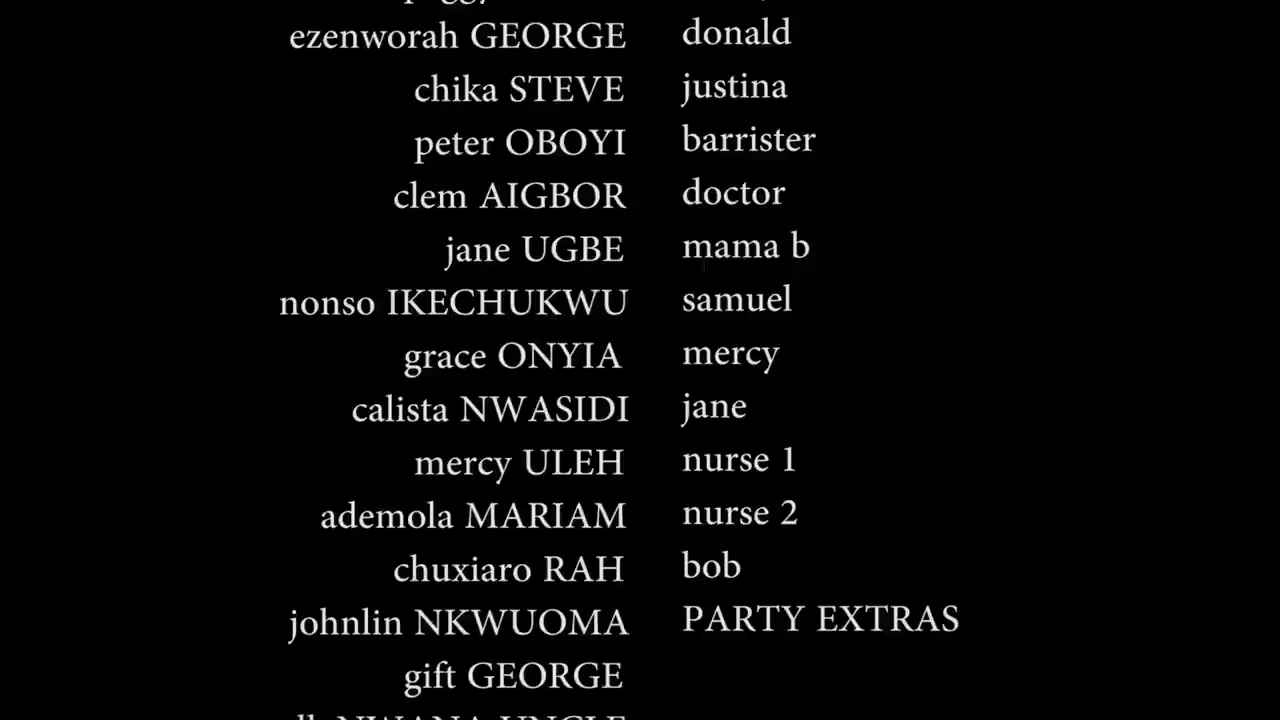 ezenworah GEORGE donald
chika STEVE justina
peter OBOYI barrister
clem AIGBOR doctor
jane UGBE mama b
nonso IKECHUKWU samuel
grace ONYIA mercy
calista NWASIDI jane
mercy ULEH nurse 1
ademola MARIAM nurse 2
chuxiaro RAH bob
johnlin NKWUOMA PARTY EXTRAS
gift GEORGE
NWANA UNCLE